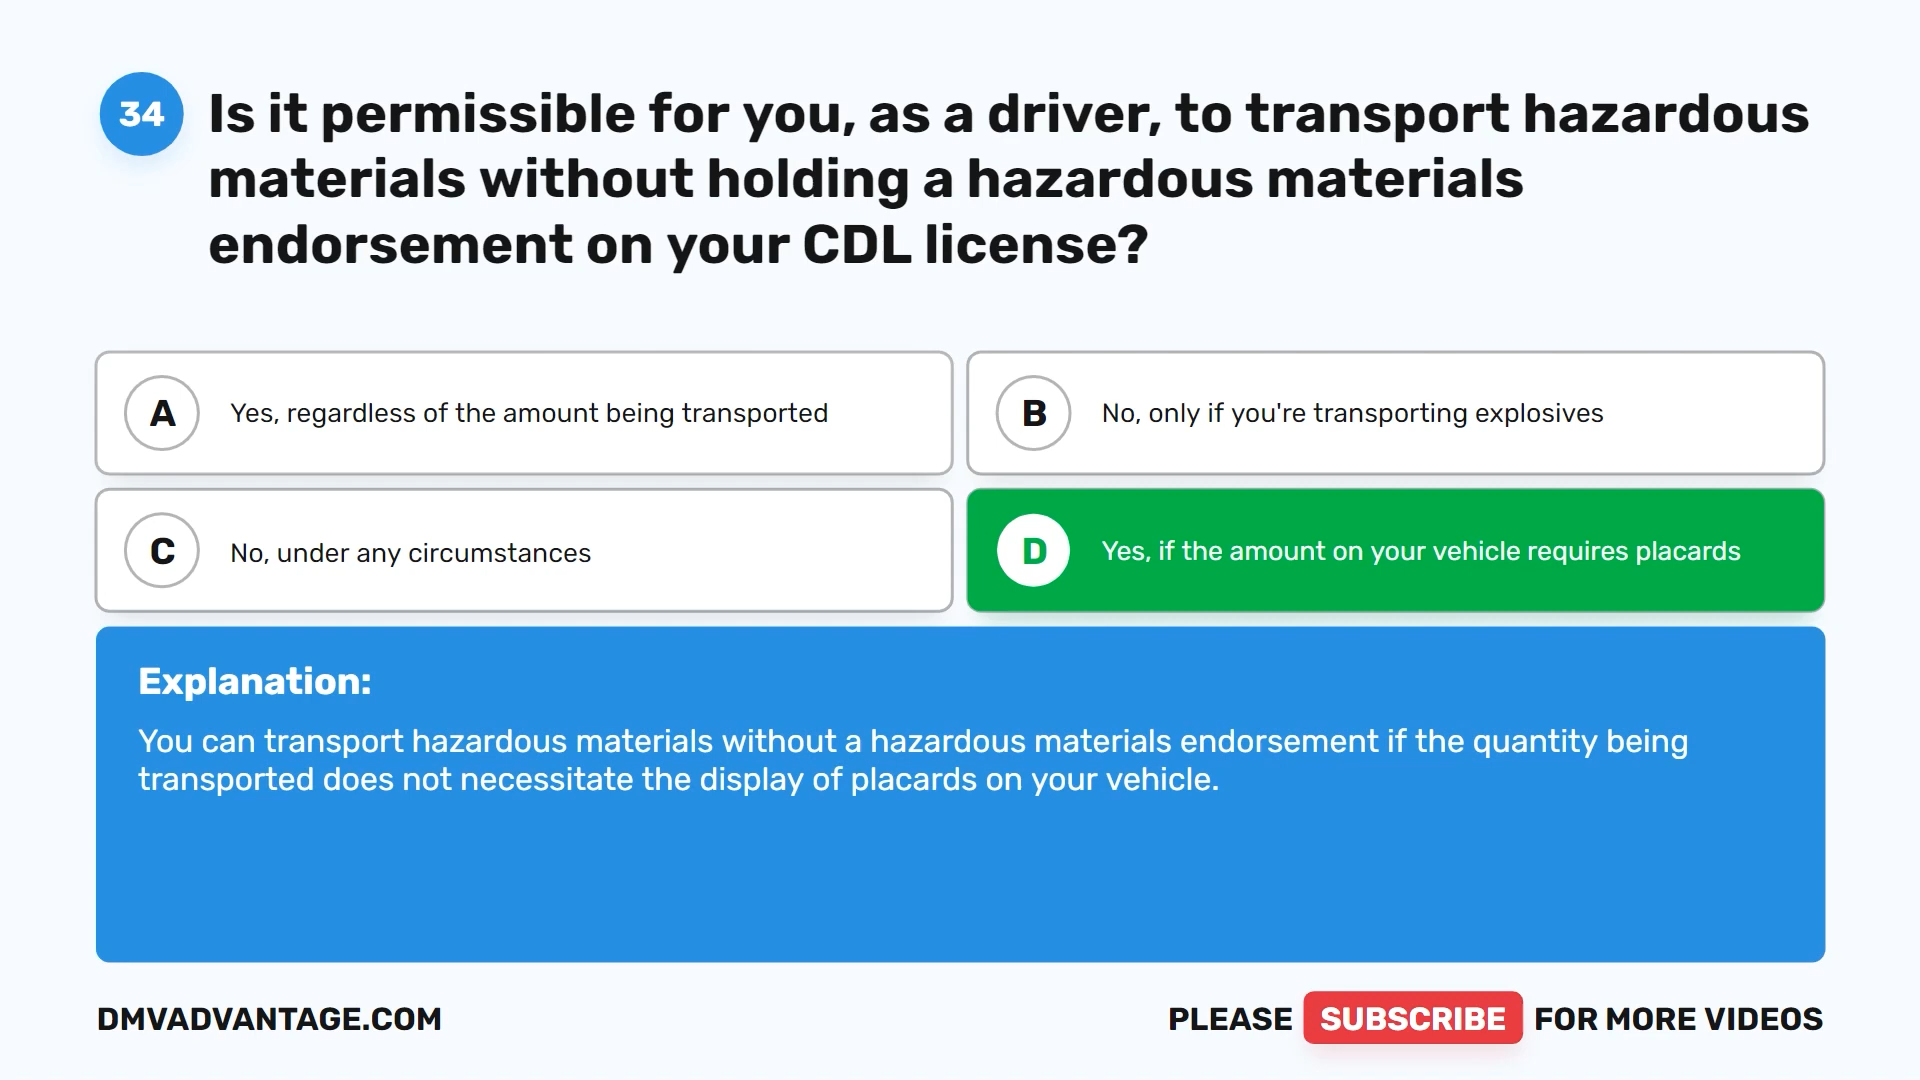 34
Is it permissible for you, as a driver, to transport hazardous
materials without holding a hazardous materials
endorsement on your CDL license?
A Yes, regardless of the amount being transported
B No, only if you're transporting explosives
C No, under any circumstances
D Yes, if the amount on your vehicle requires placards
Explanation:
You can transport hazardous materials without a hazardous materials endorsement if the quantity being
transported does not necessitate the display of placards on your vehicle.
DMVADVANTAGE.COM
PLEASE SUBSCRIBE FOR MORE VIDEOS